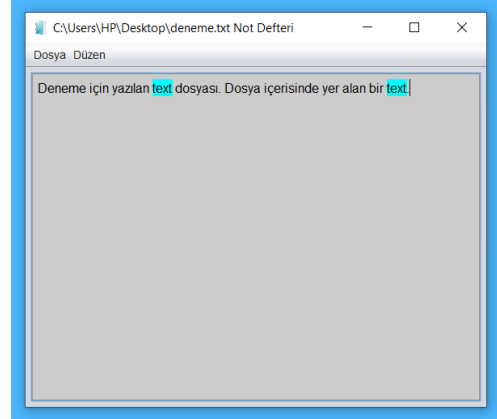 C:\Users\HP\Desktop\deneme.txt Not Defteri
Dosya Düzen
Deneme için yazılan text dosyası. Dosya içerisinde yer alan bir text.